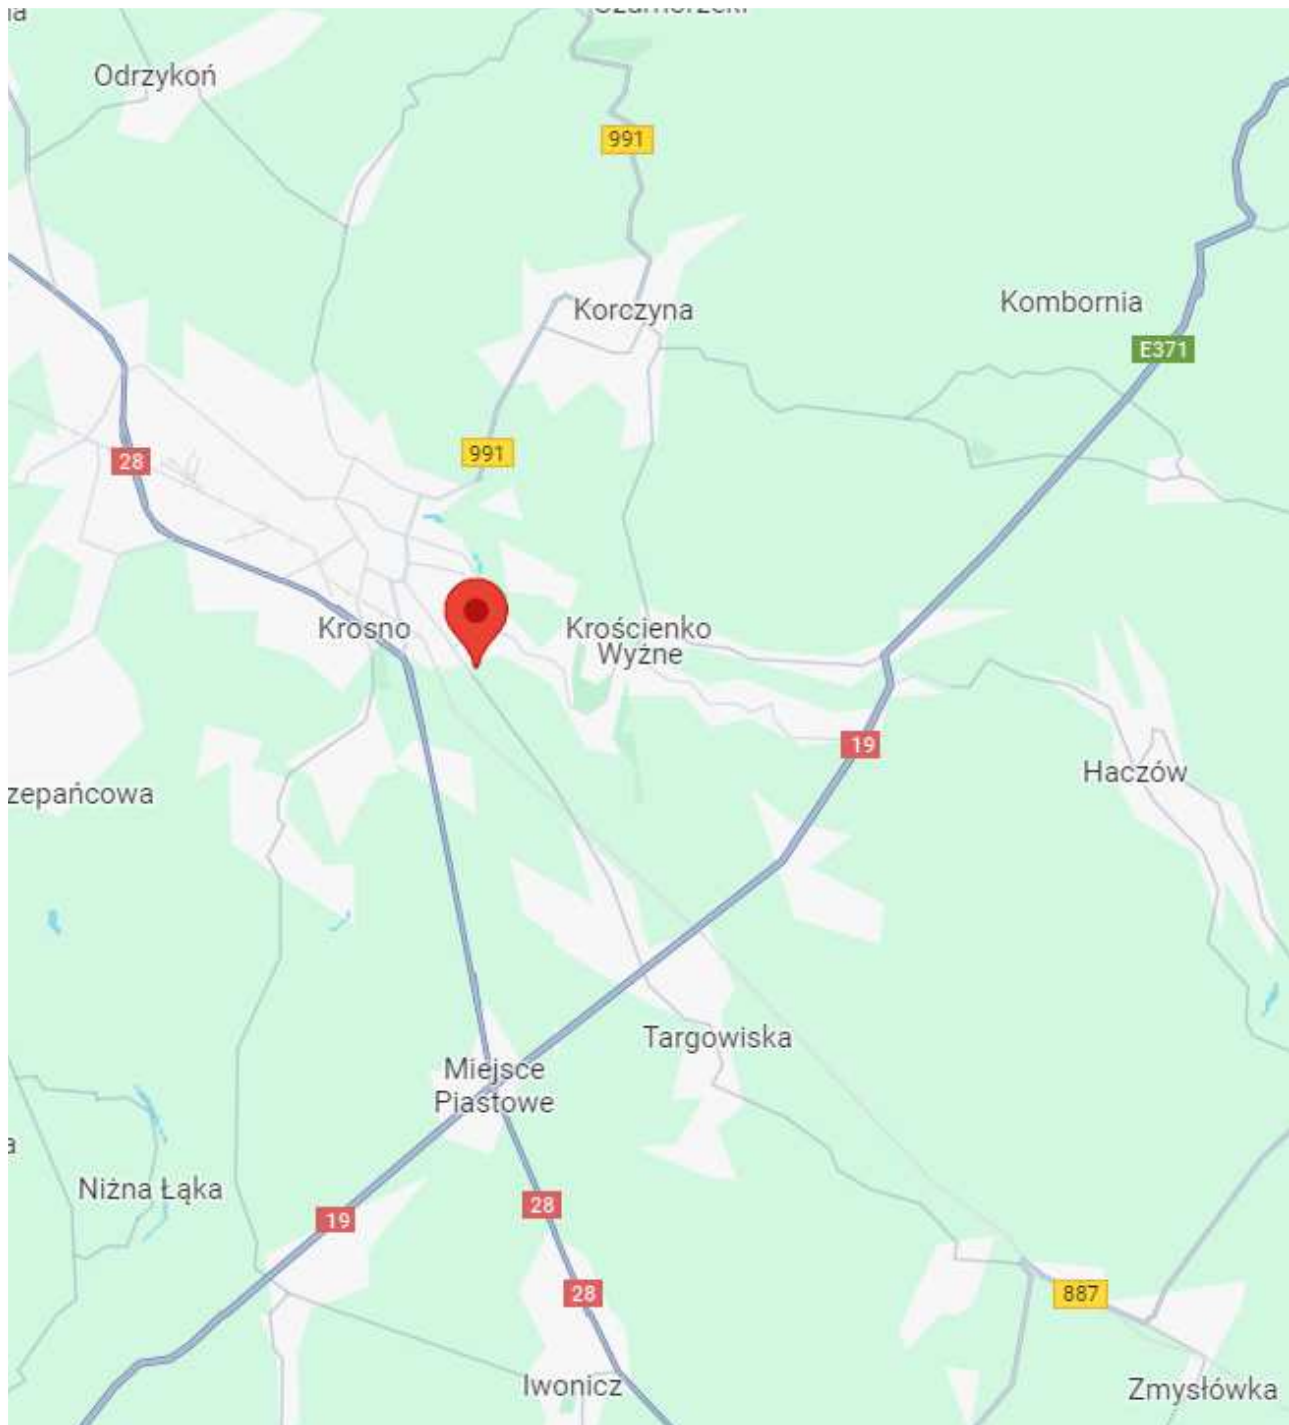 Odrzykoń
991
Korczyna
Kombornia
E371
991
28
Krosno
Krościenko
Wyżne
19
Haczów
zepańcowa
Targowiska
Miejsce
Piastowe
Niżna Łąka
28
19
28
887
Iwonicz
Zmysłówka